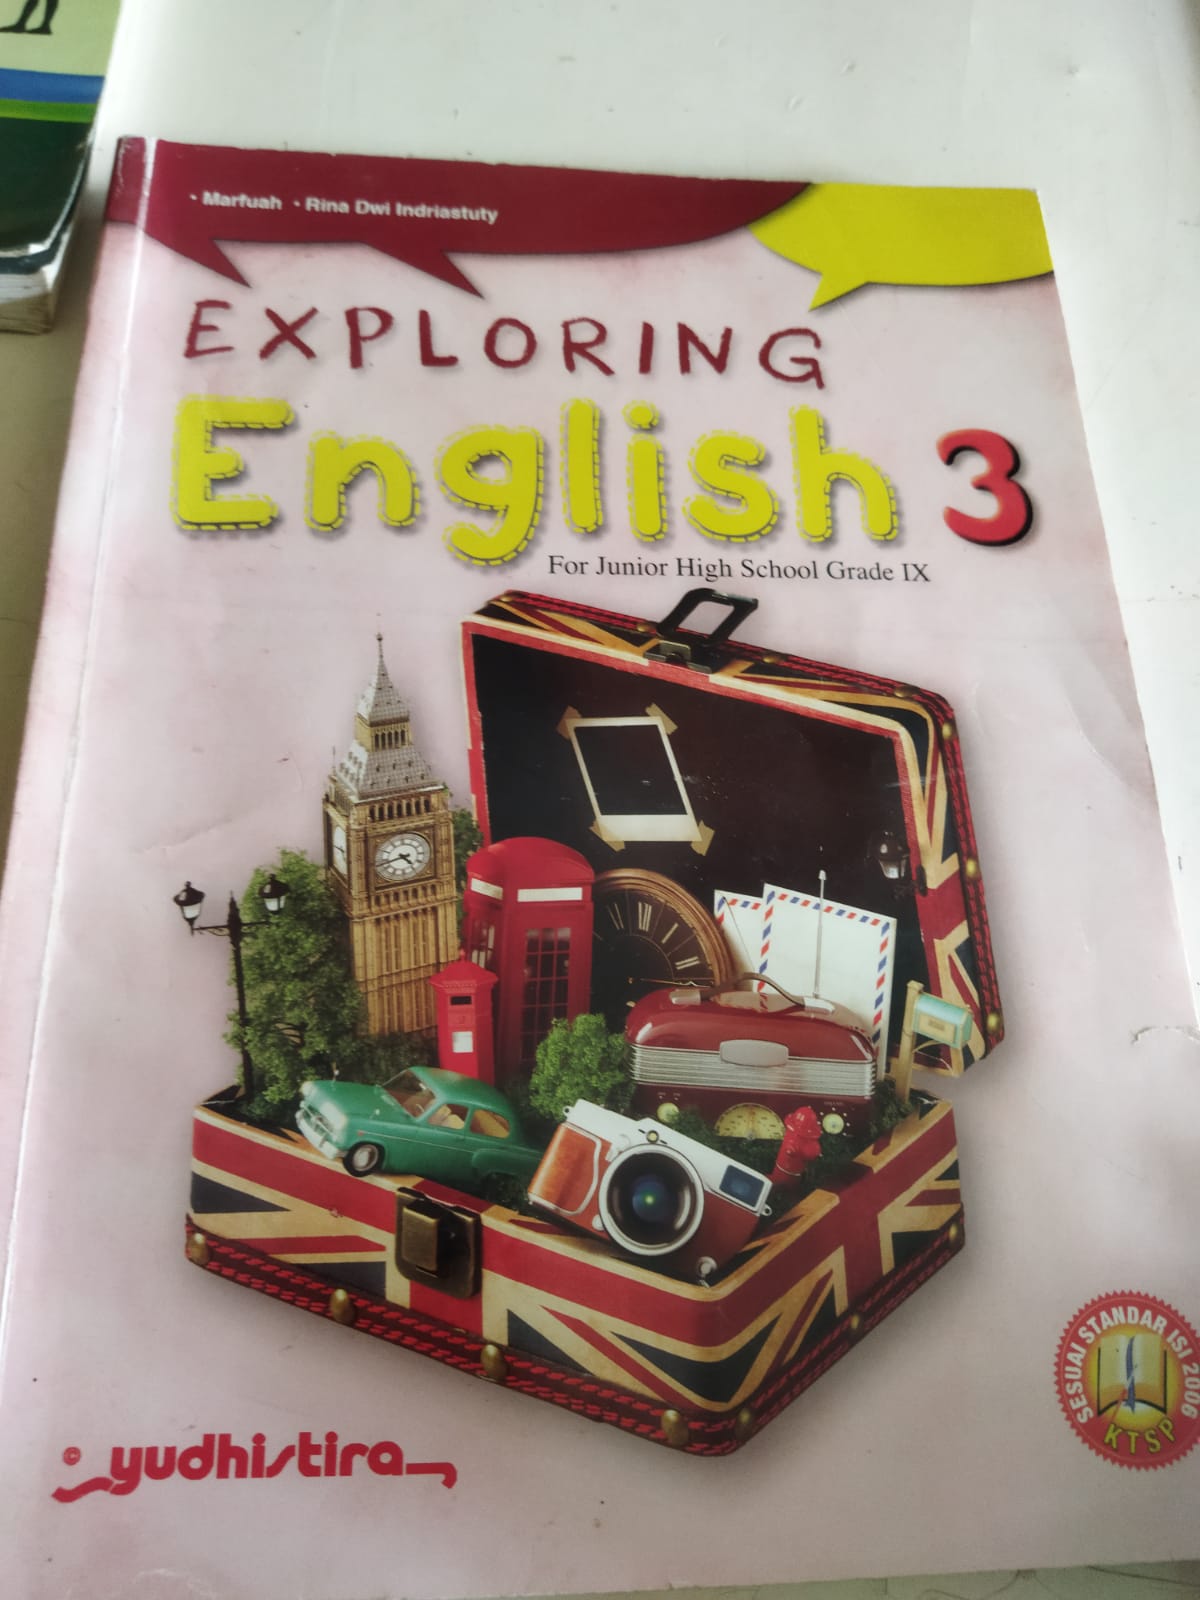 • Marfuah • Rina Dwi Indriastuty
EXPLORING
English 3
For Junior High School Grade IX
© yudhistira
SESUAI STANDAR ISI 2006
KTSP